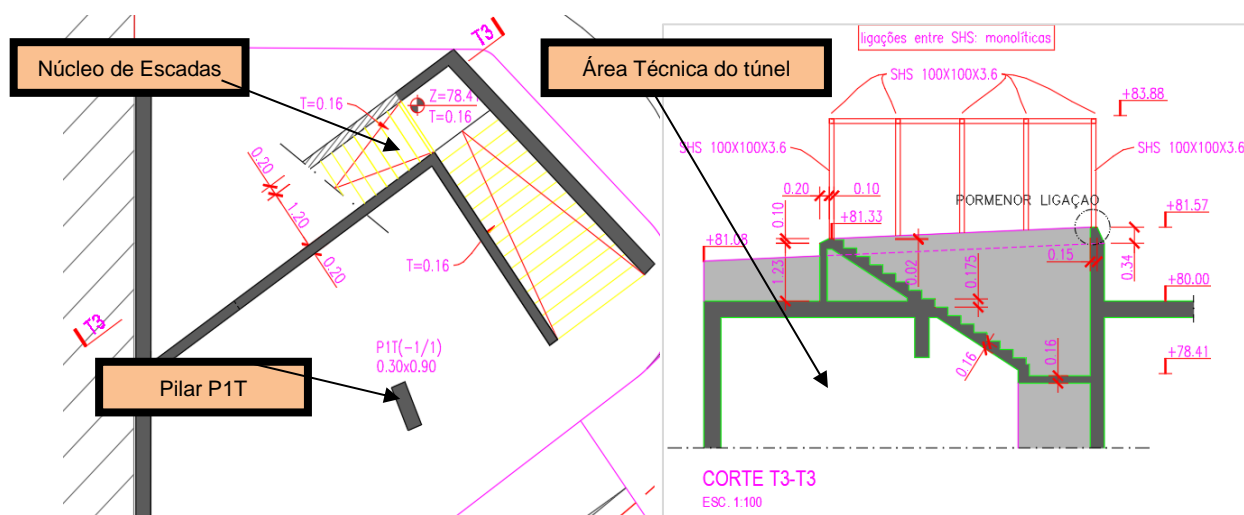 Núcleo de Escadas
T3
Z=78.41
T=0.16
T=0.16
0.20
1.20
0.20
T=0.16
T3
P1T(-1/1)
0.30x0.90
Pilar P1T
Área Técnica do túnel
ligações entre SHS: monolíticas
SHS 100X100X3.6
+83.88
SHS 100X100X3.6
SHS 100X100X3.6
0.20
0.10
PORMENOR LIGAÇAO
0.10
+81.33
+81.57
+81.08
1.23
0.02
0.175
0.15
0.34
+80.00
0.16
0.16
+78.41
CORTE T3-T3
ESC. 1:100